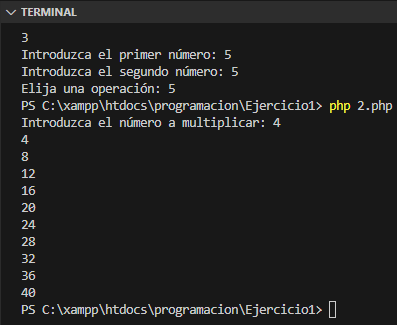 TERMINAL
3
Introduzca el primer número: 5
Introduzca el segundo número: 5
Elija una operación: 5
PS C:\xampp\htdocs\programacion\Ejercicio1> php 2.php
Introduzca el número a multiplicar: 4
4
8
12
16
20
24
28
32
36
40
PS C:\xampp\htdocs\programacion\Ejercicio1>